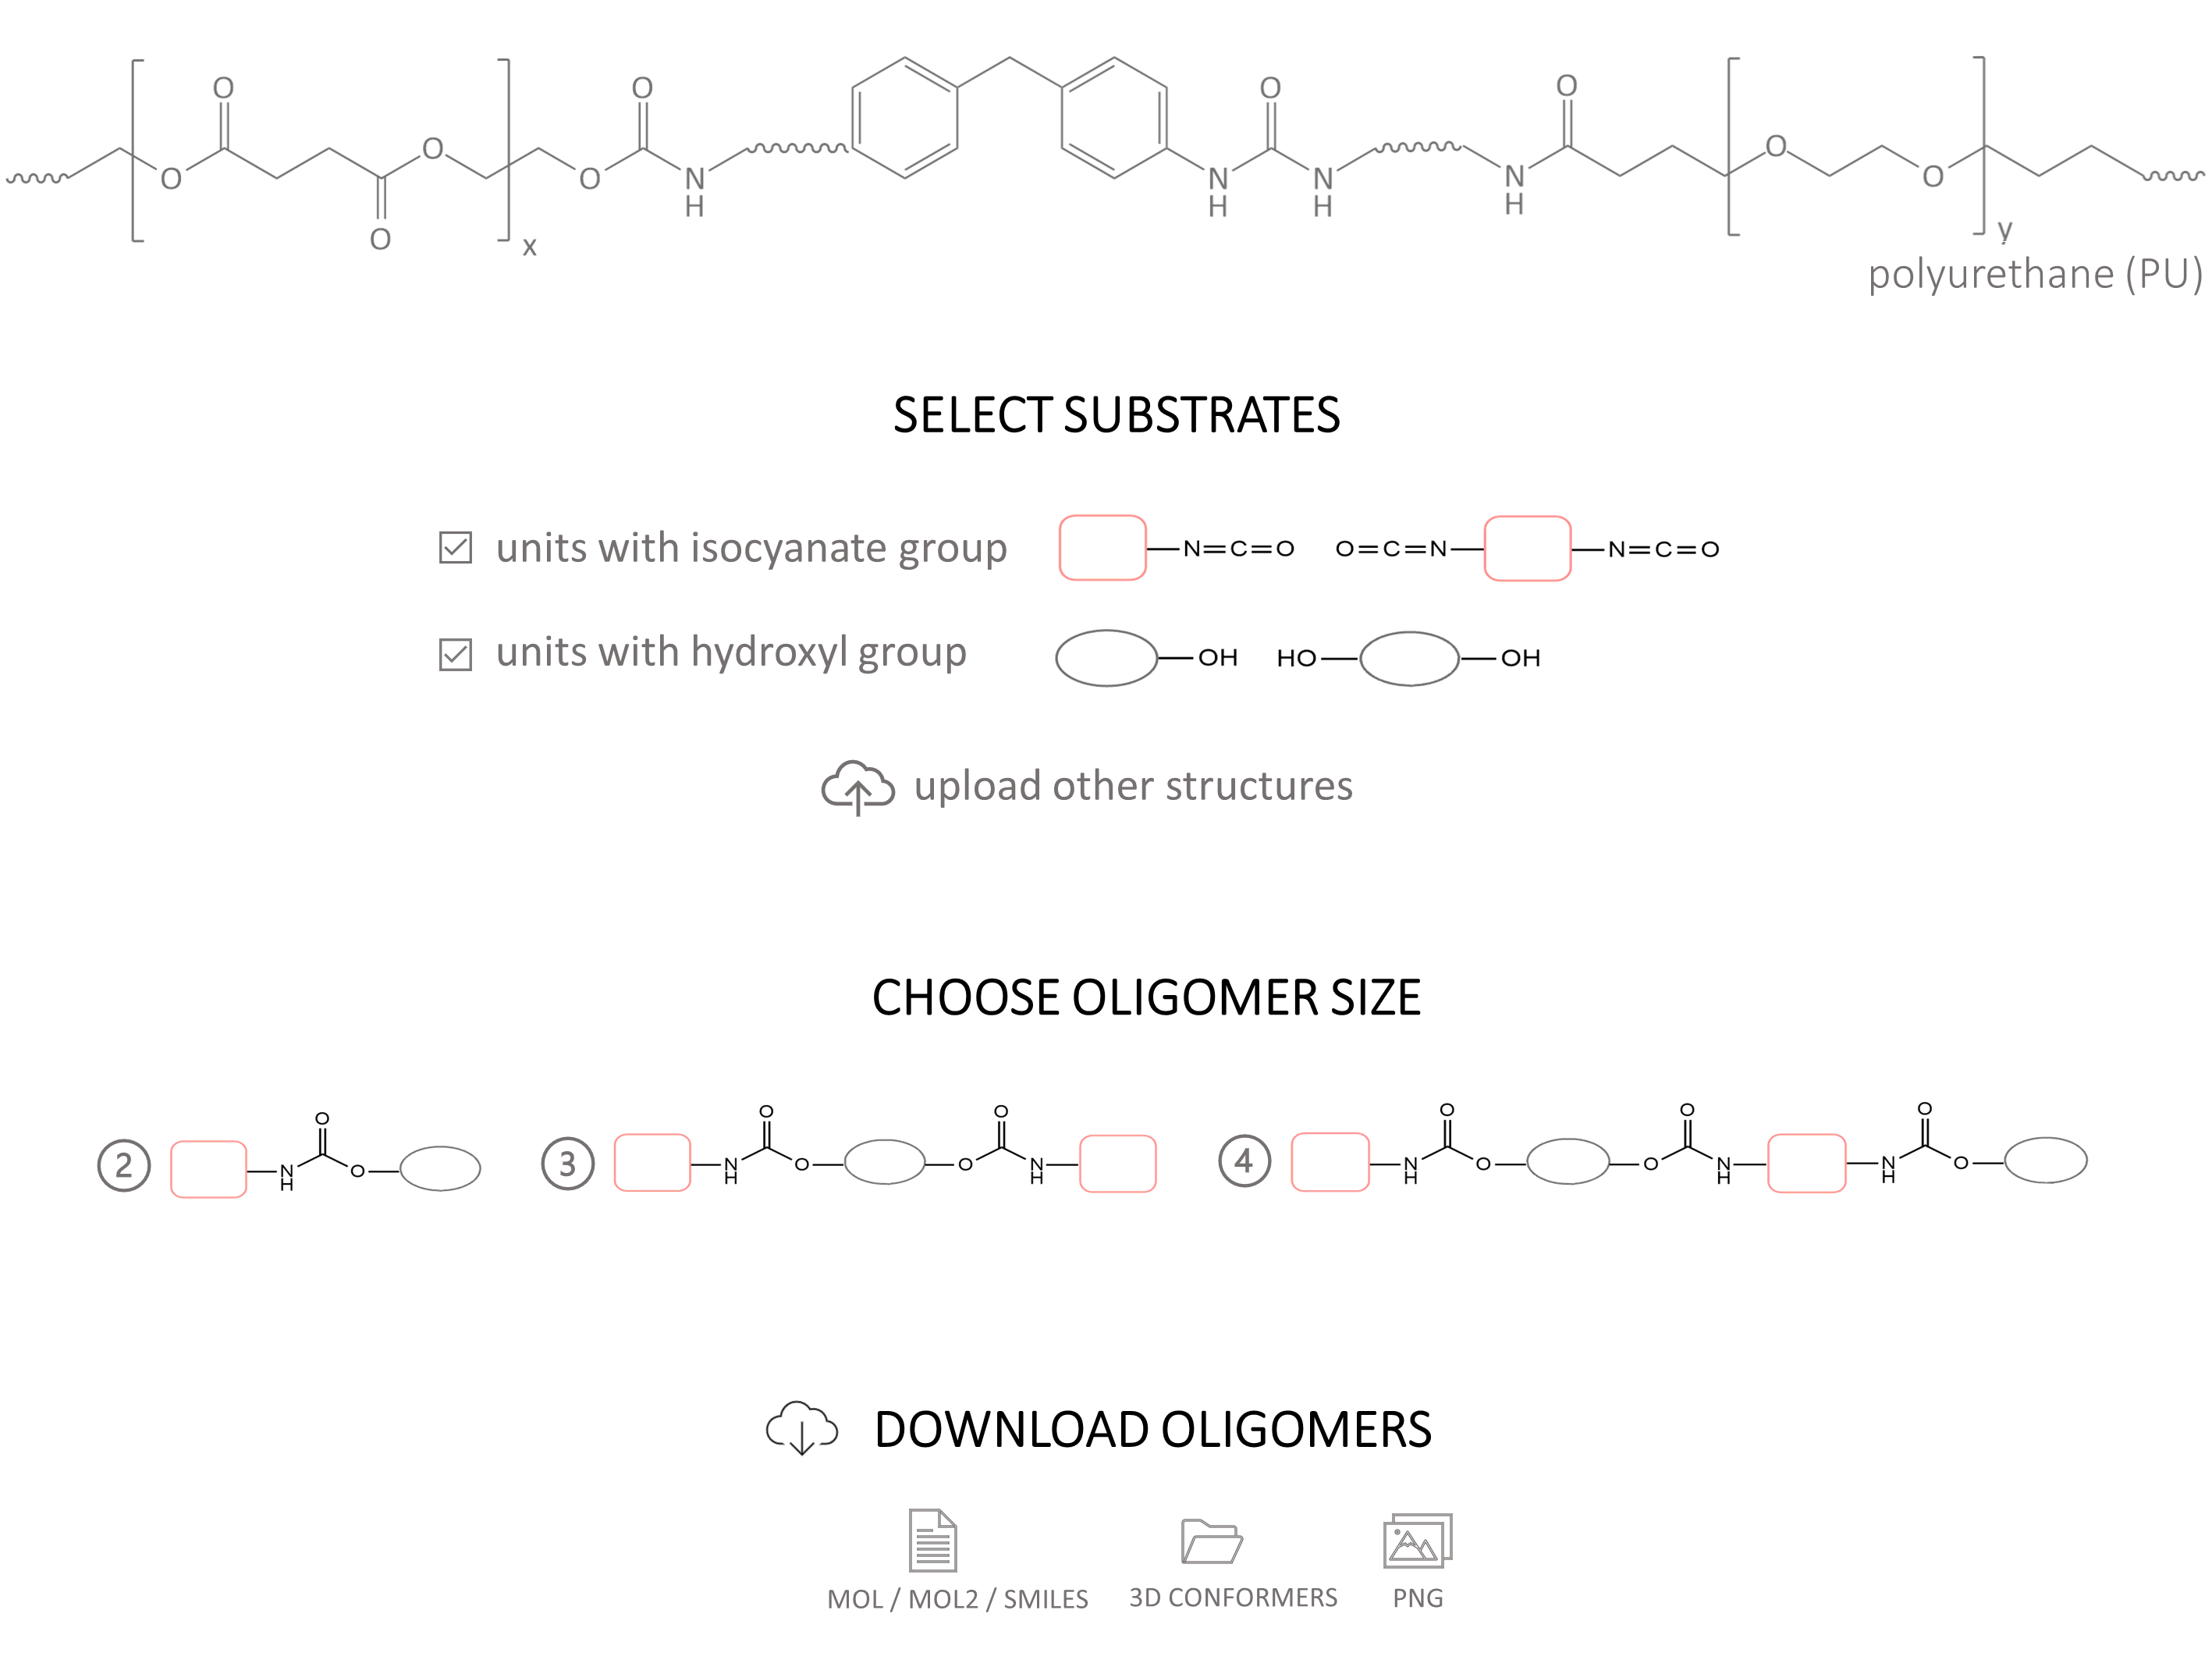 O O O O
O O O N H N H N H N H O O
O x y
polyurethane (PU)
SELECT SUBSTRATES
units with isocyanate group N=C=O O=C=N N=C=O
units with hydroxyl group OH HO OH
upload other structures
CHOOSE OLIGOMER SIZE
2 N H O O 3 N H O O O O N H 4 N H O O O O N H N H O O
DOWNLOAD OLIGOMERS
MOL / MOL2 / SMILES 3D CONFORMERS PNG